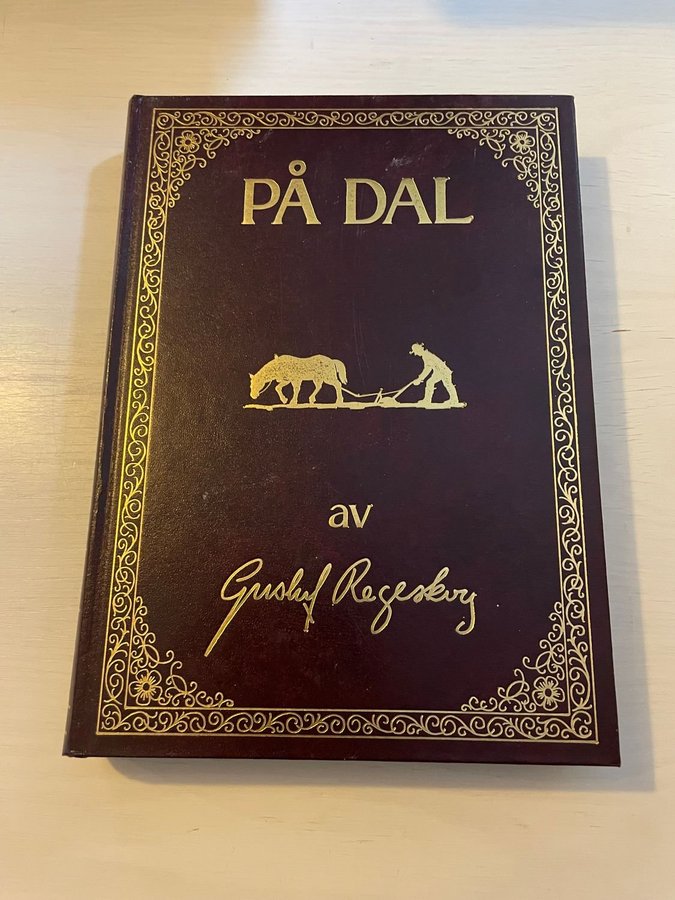 PÅ DAL
av
Gustaf Regeskog